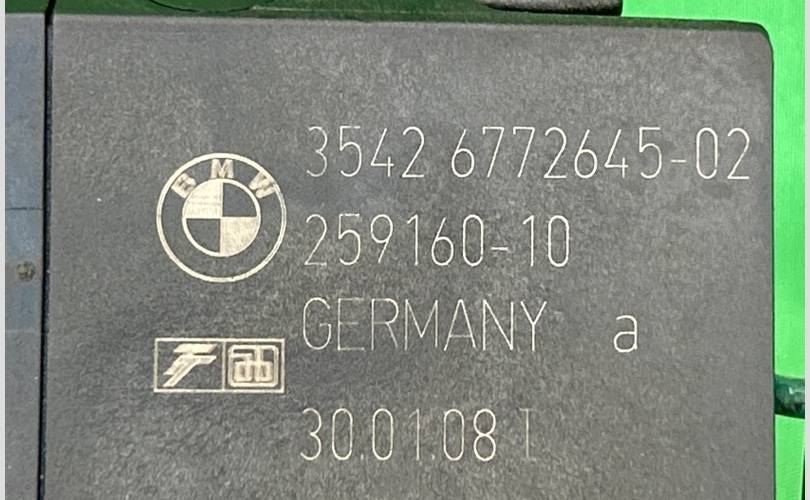 3542 6772645-02
BMW
259160-10
GERMANY a
30.01.08 T